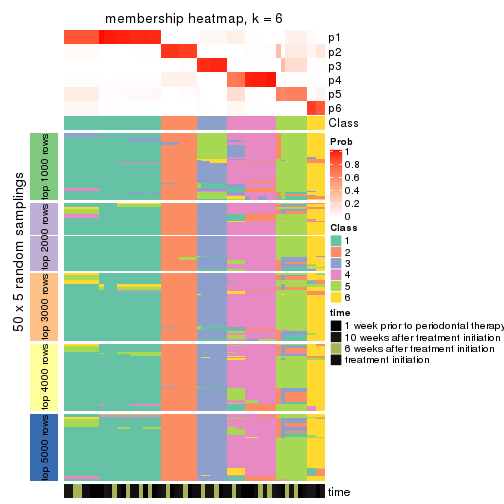 membership heatmap, k = 6
p1
p2
p3
p4
p5
p6
Class
50 x 5 random samplings
top 1000 rows
top 2000 rows
top 3000 rows
top 4000 rows
top 5000 rows
Prob
1
0.8
0.6
0.4
0.2
0
Class
1
2
3
4
5
6
time
1 week prior to periodontal therapy
10 weeks after treatment initiation
6 weeks after treatment initiation
treatment initiation
time